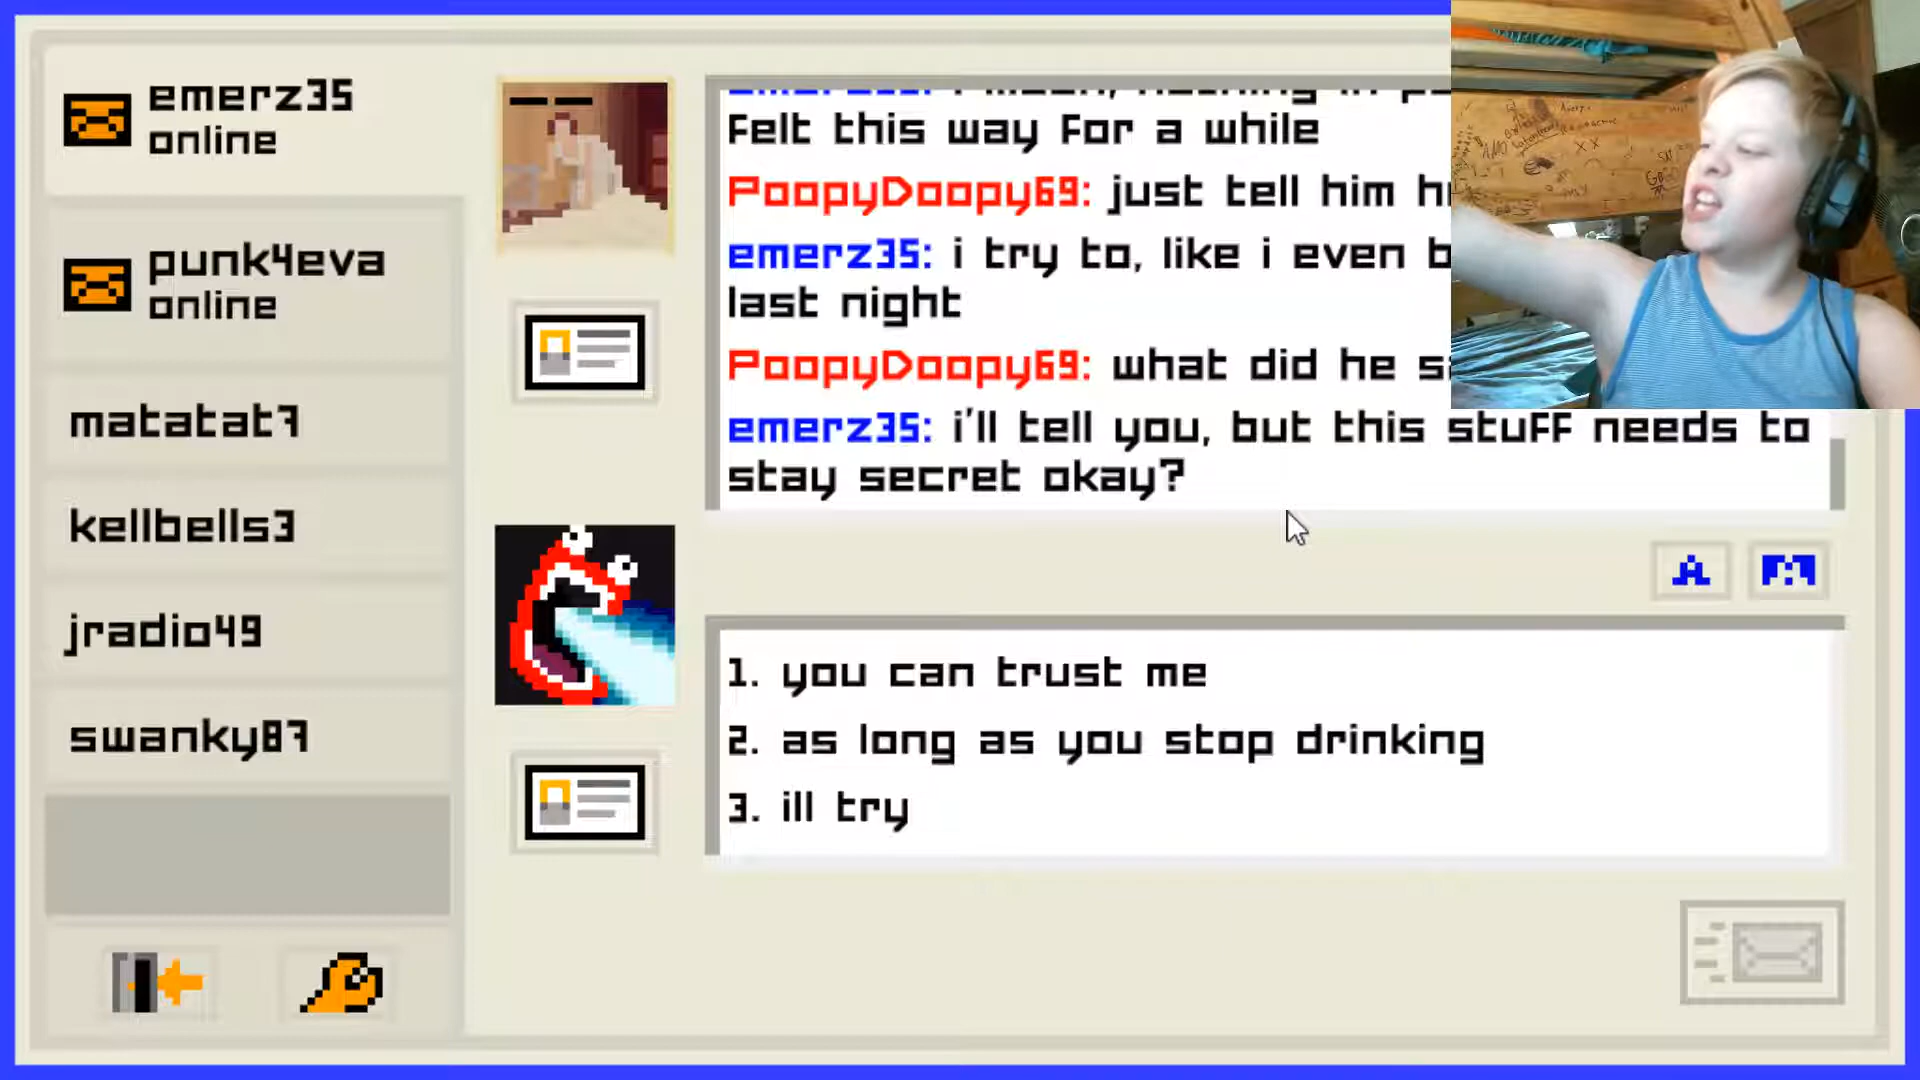 emerz35
online
punk4eva
online
matatat7
kellbells3
jradio49
swanky87
felt this way for a while
PoopyDoopy69: just tell him
emerz35: i try to, like i even
last night
PoopyDoopy69: what did he
emerz35: i'll tell you, but this stuff needs to
stay secret okay?
A
1. you can trust me
2. as long as you stop drinking
3. ill try